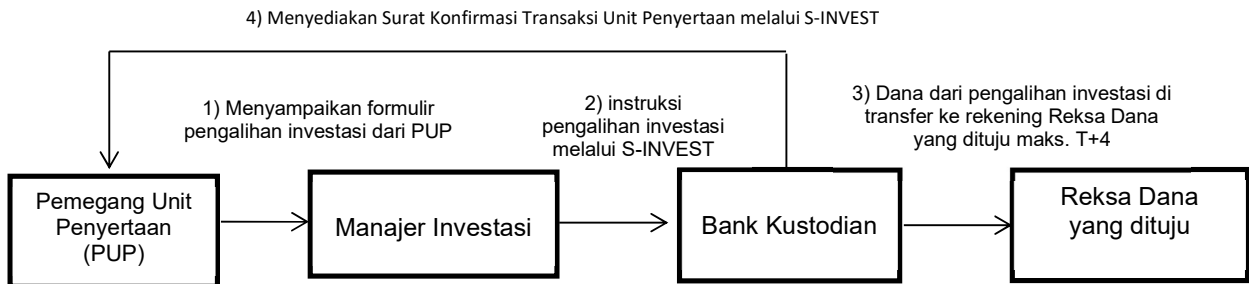 4) Menyediakan Surat Konfirmasi Transaksi Unit Penyertaan melalui S-INVEST
1) Menyampaikan formulir
pengalihan investasi dari PUP
2) instruksi
pengalihan investasi
melalui S-INVEST
3) Dana dari pengalihan investasi di
transfer ke rekening Reksa Dana
yang dituju maks. T+4
Pemegang Unit
Penyertaan
(PUP)
Manajer Investasi
Bank Kustodian
Reksa Dana
yang dituju